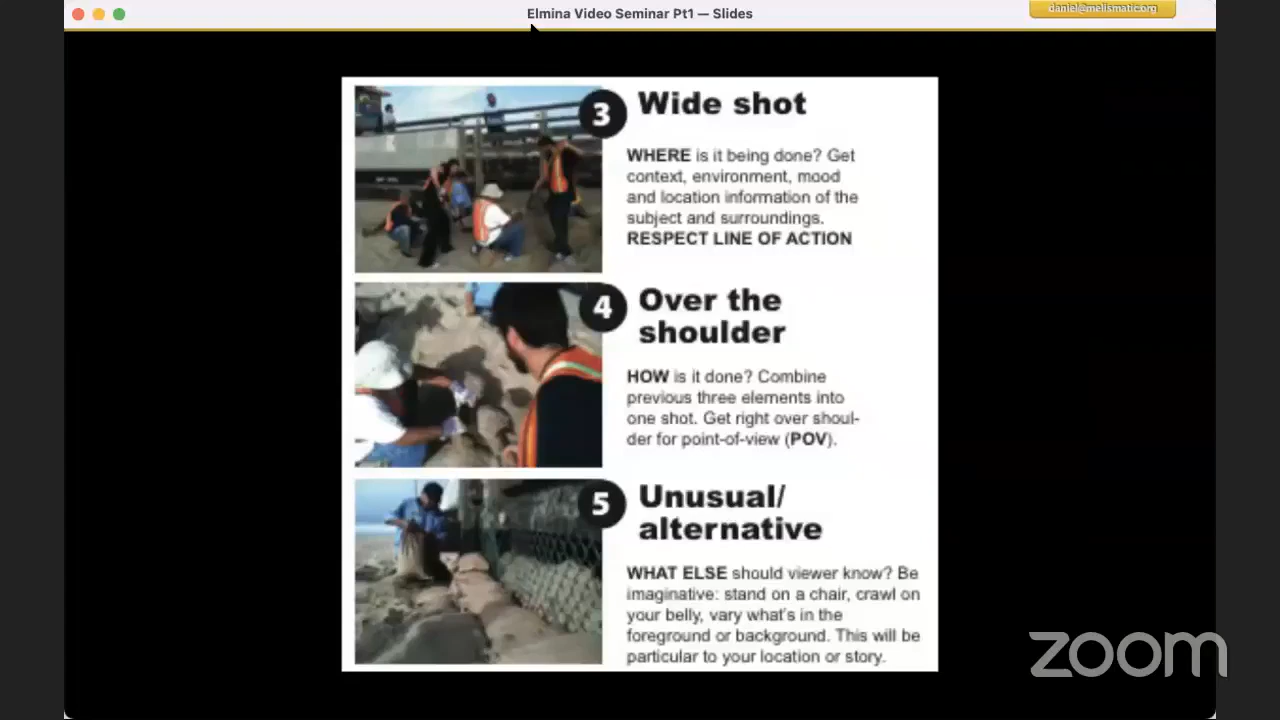 Elmina Video Seminar Pt1 — Slides
daniel@melismatic.org
3 Wide shot
WHERE is it being done? Get
context, environment, mood
and location information of the
subject and surroundings.
RESPECT LINE OF ACTION
4 Over the
shoulder
HOW is it done? Combine
previous three elements into
one shot. Get right over shoul-
der for point-of-view (POV).
5 Unusual/
alternative
WHAT ELSE should viewer know? Be
imaginative: stand on a chair, crawl on
your belly, vary what's in the
foreground or background. This will be
particular to your location or story.
zoom